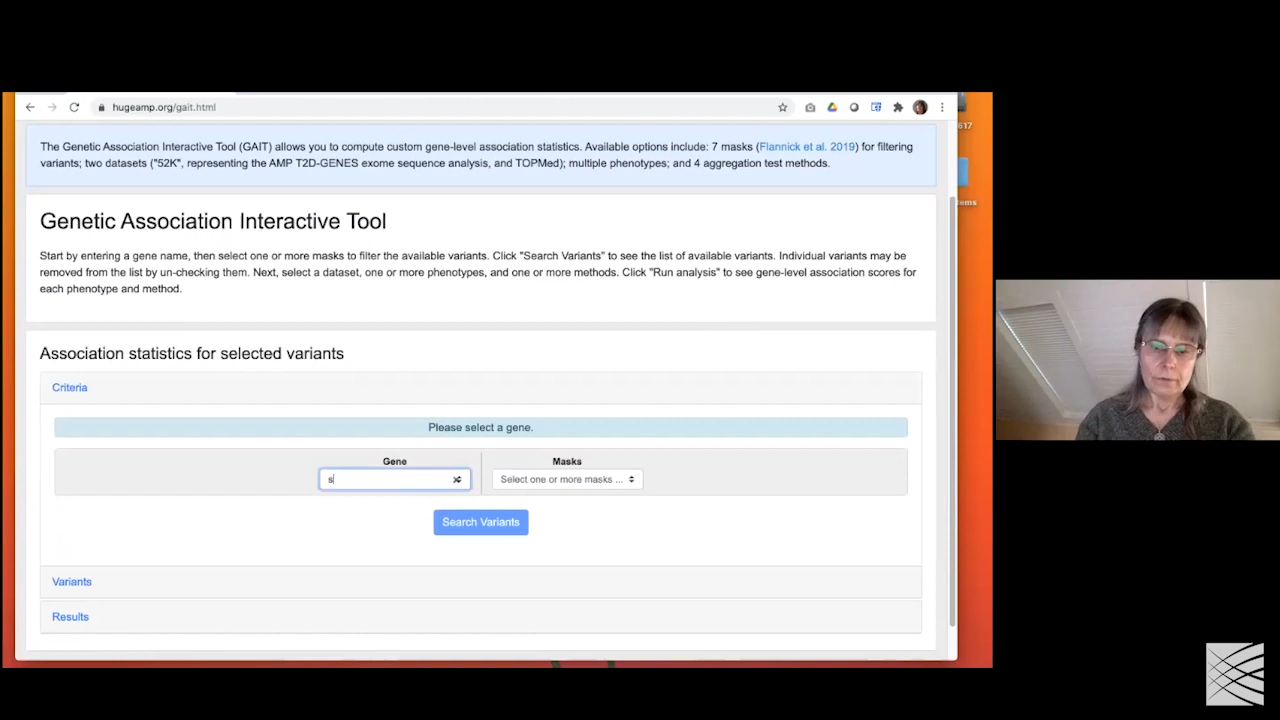 hugeamp.org/gait.html
617
The Genetic Association Interactive Tool (GAIT) allows you to compute custom gene-level association statistics. Available options include: 7 masks (Flannick et al. 2019) for filtering
variants; two datasets ("52K", representing the AMP T2D-GENES exome sequence analysis, and TOPMed); multiple phenotypes; and 4 aggregation test methods.
tems
Genetic Association Interactive Tool
Start by entering a gene name, then select one or more masks to filter the available variants. Click "Search Variants" to see the list of available variants. Individual variants may be
removed from the list by un-checking them. Next, select a dataset, one or more phenotypes, and one or more methods. Click "Run analysis" to see gene-level association scores for
each phenotype and method.
Association statistics for selected variants
Criteria
Please select a gene.
Gene
Masks
s
Select one or more masks ...
Search Variants
Variants
Results